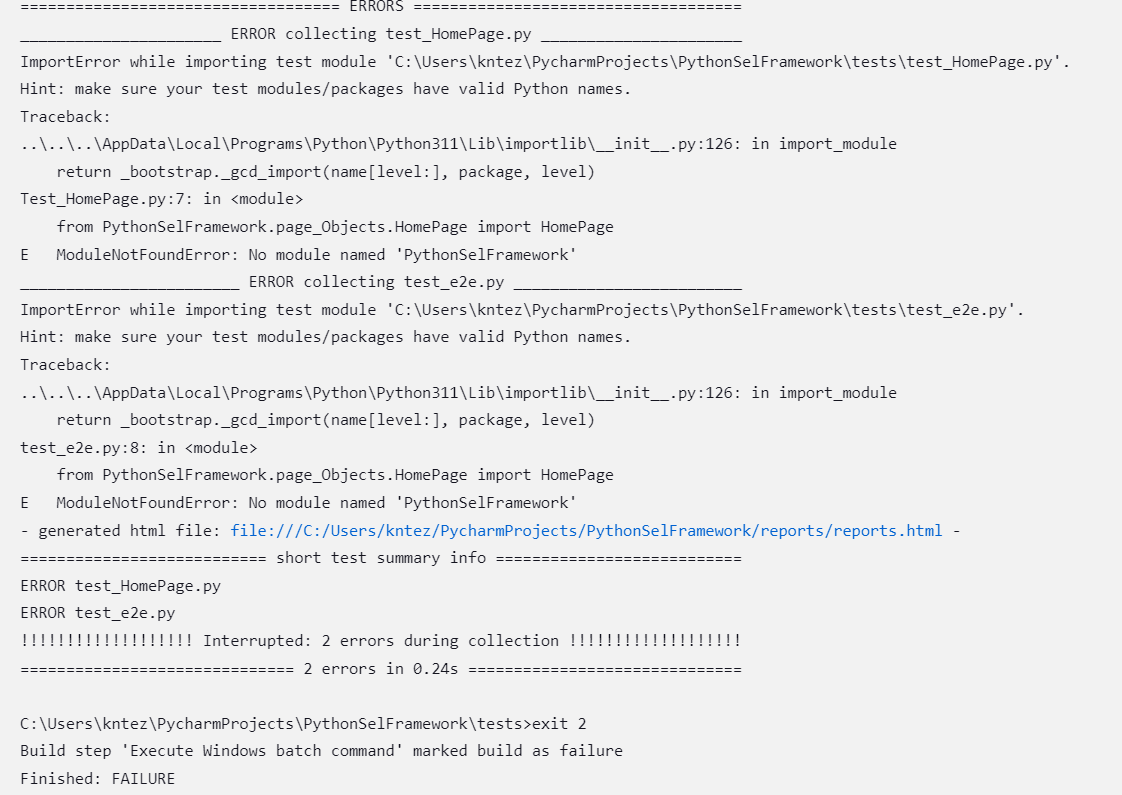 =================================== ERRORS ====================================
______________________ ERROR collecting test_HomePage.py ______________________
ImportError while importing test module 'C:\Users\kntez\PycharmProjects\PythonSelFramework\tests\test_HomePage.py'.
Hint: make sure your test modules/packages have valid Python names.
Traceback:
..\..\..\AppData\Local\Programs\Python\Python311\Lib\importlib\__init__.py:126: in import_module
    return _bootstrap._gcd_import(name[level:], package, level)
Test_HomePage.py:7: in <module>
    from PythonSelFramework.page_Objects.HomePage import HomePage
E   ModuleNotFoundError: No module named 'PythonSelFramework'
________________________ ERROR collecting test_e2e.py _________________________
ImportError while importing test module 'C:\Users\kntez\PycharmProjects\PythonSelFramework\tests\test_e2e.py'.
Hint: make sure your test modules/packages have valid Python names.
Traceback:
..\..\..\AppData\Local\Programs\Python\Python311\Lib\importlib\__init__.py:126: in import_module
    return _bootstrap._gcd_import(name[level:], package, level)
test_e2e.py:8: in <module>
    from PythonSelFramework.page_Objects.HomePage import HomePage
E   ModuleNotFoundError: No module named 'PythonSelFramework'
- generated html file: file:///C:/Users/kntez/PycharmProjects/PythonSelFramework/reports/reports.html -
=========================== short test summary info ===========================
ERROR test_HomePage.py
ERROR test_e2e.py
!!!!!!!!!!!!!!!!!!! Interrupted: 2 errors during collection !!!!!!!!!!!!!!!!!!!
============================== 2 errors in 0.24s ==============================
C:\Users\kntez\PycharmProjects\PythonSelFramework\tests>exit 2
Build step 'Execute Windows batch command' marked build as failure
Finished: FAILURE